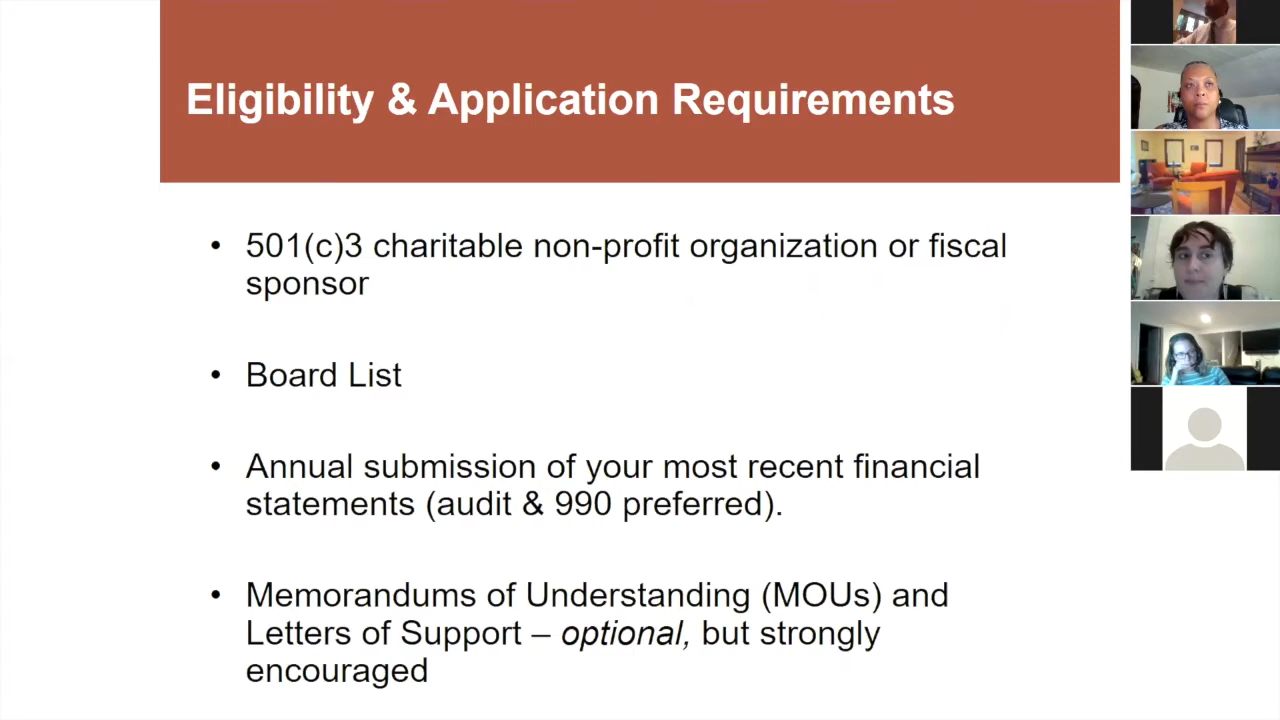 Eligibility & Application Requirements
• 501(c)3 charitable non-profit organization or fiscal
sponsor
• Board List
• Annual submission of your most recent financial
statements (audit & 990 preferred).
• Memorandums of Understanding (MOUs) and
Letters of Support – optional, but strongly
encouraged